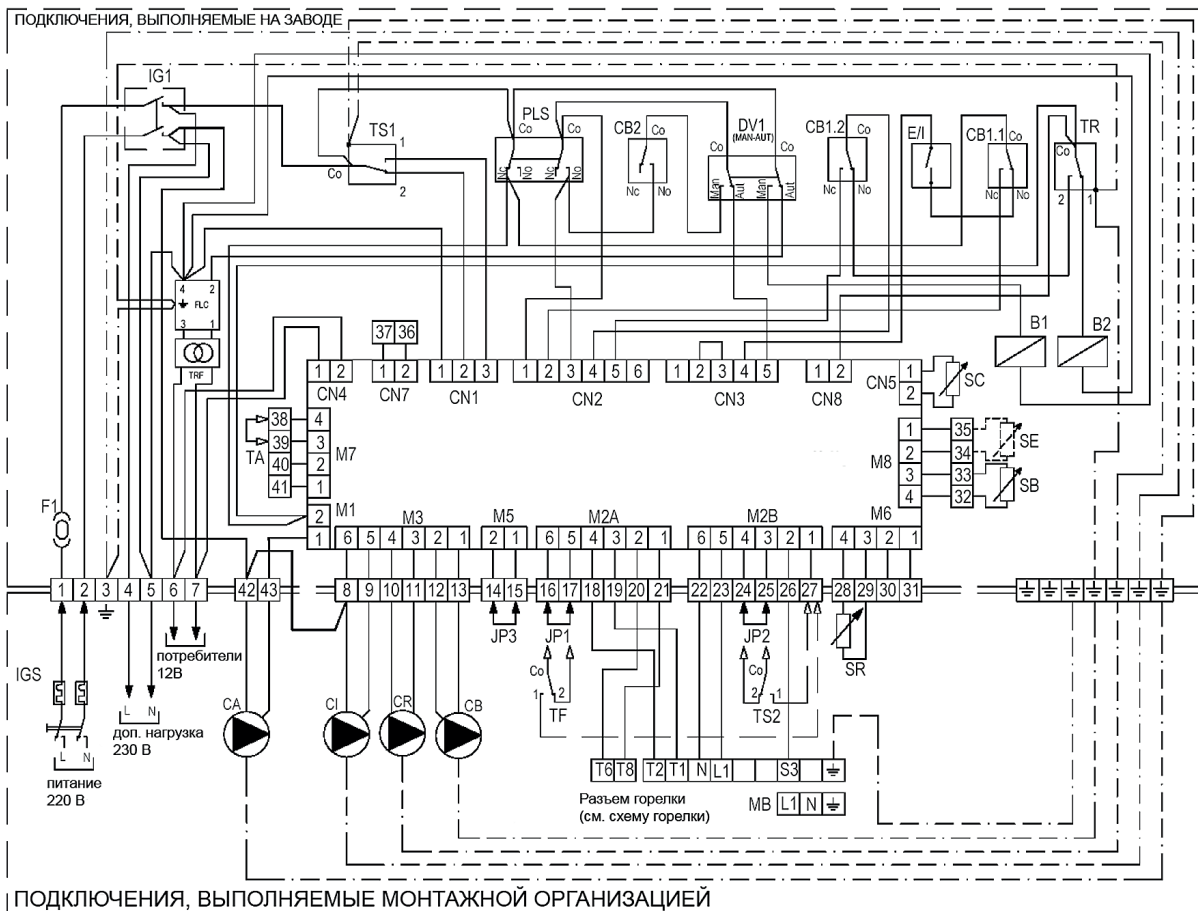 ПОДКЛЮЧЕНИЯ, ВЫПОЛНЯЕМЫЕ НА ЗАВОДЕ
IG1
TS1
1
Co
2
PLS
Co Co
Nc No Nc No
CB2 Co
Nc No
DV1
(MAN-AUT)
Co Co
Man Aut Man Aut
CB1.2
Co
Nc No
E/I
CB1.1 Co
Nc No
TR
Co
2 1
4 2
FLC
3 1
TRF
B1 B2
37 36
1 2
CN4
1 2
CN7
1 2 3
CN1
1 2 3 4 5 6
CN2
1 2 3 4 5
CN3
1 2
CN8
CN5
1
2
SC
38 4
39 3
40 2
41 1
TA
M7
M8
1 35
2 34
3 33
4 32
SE
SB
F1
M1
2
1
M3
6 5 4 3 2 1
M5
2 1
M2A
6 5 4 3 2 1
M2B
6 5 4 3 2 1
M6
4 3 2 1
1 2 3 4 5 6 7
42 43
8 9 10 11 12 13
14 15
16 17 18 19 20 21
22 23 24 25 26 27
28 29 30 31
JP3
JP1
JP2
SR
потребители
12В
IGS
L N
доп. нагрузка
230 В
L N
питание
220 В
CA
CI
CR
CB
Co
1 2
TF
Co
2 1
TS2
T6 T8 T2 T1 N L1 S3
Разъем горелки
(см. схему горелки)
MB L1 N
ПОДКЛЮЧЕНИЯ, ВЫПОЛНЯЕМЫЕ МОНТАЖНОЙ ОРГАНИЗАЦИЕЙ